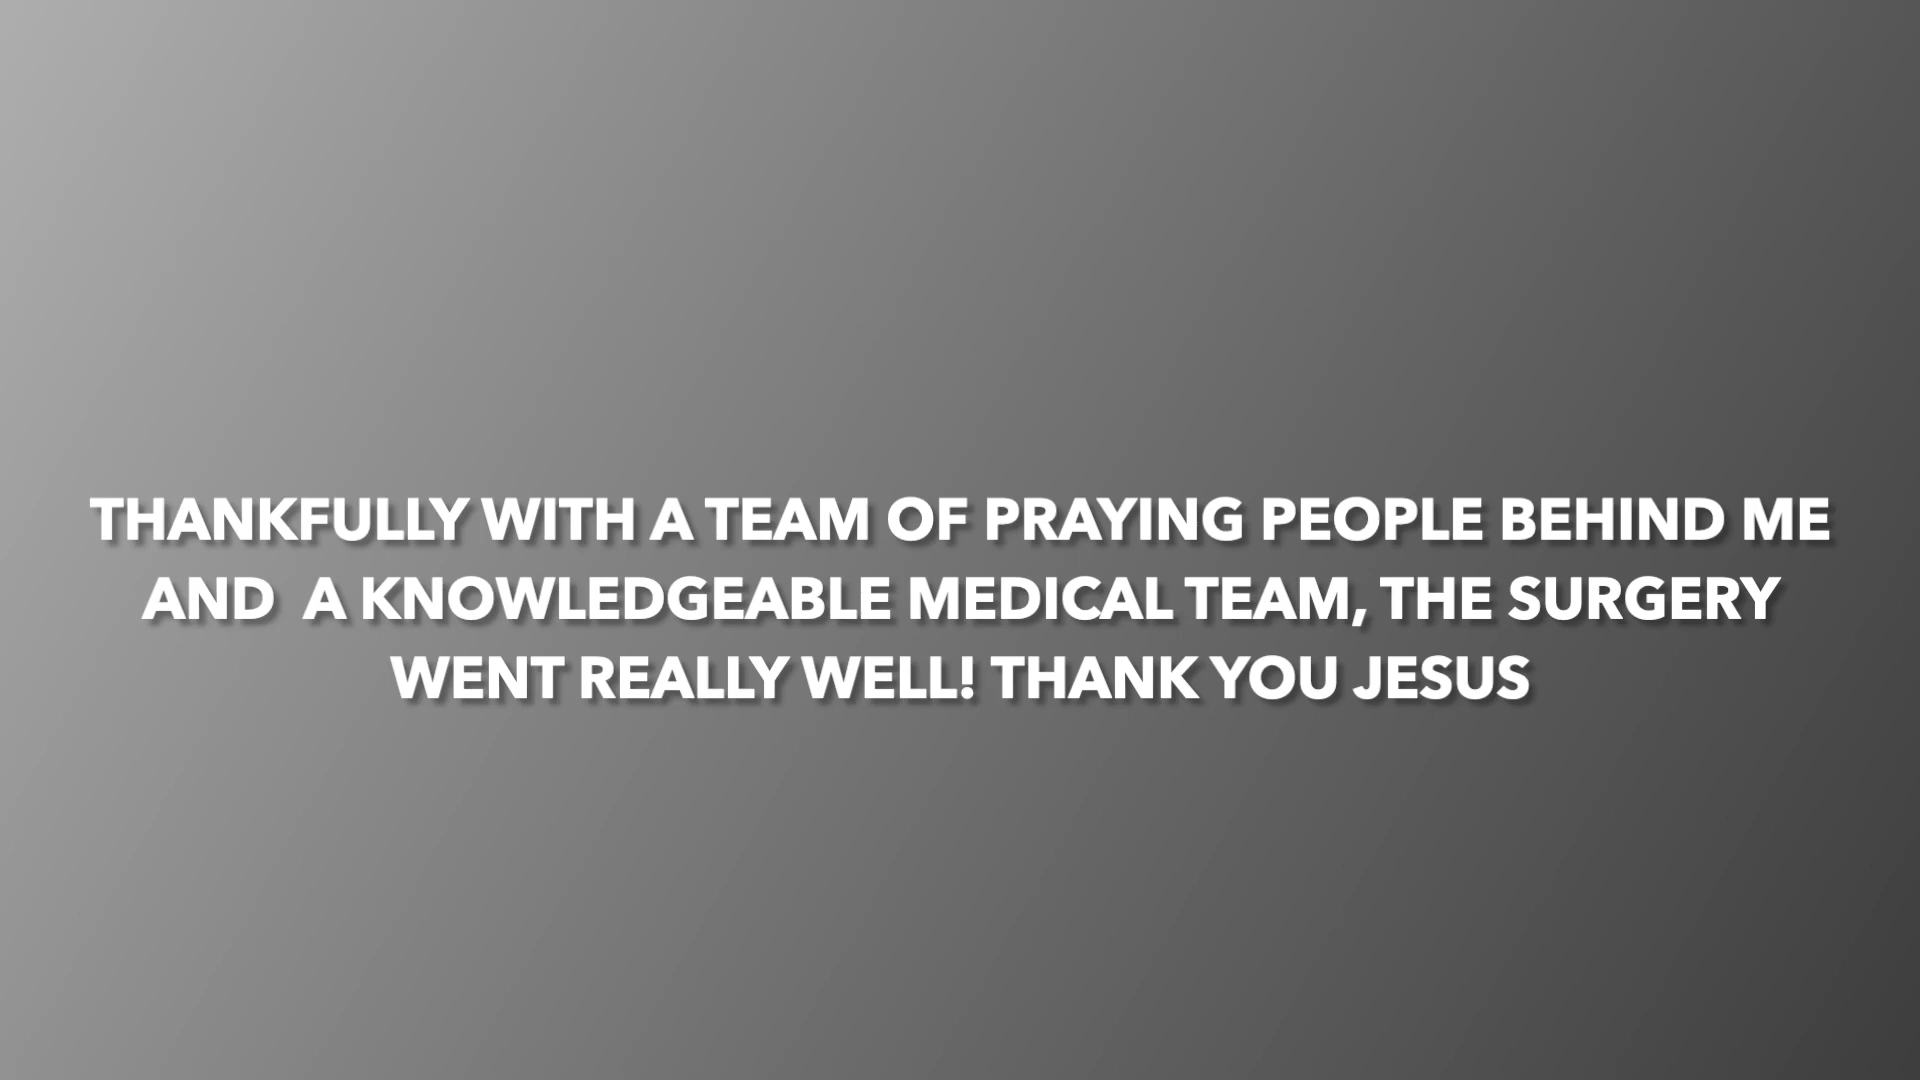 THANKFULLY WITH A TEAM OF PRAYING PEOPLE BEHIND ME
AND  A KNOWLEDGEABLE MEDICAL TEAM, THE SURGERY
WENT REALLY WELL! THANK YOU JESUS